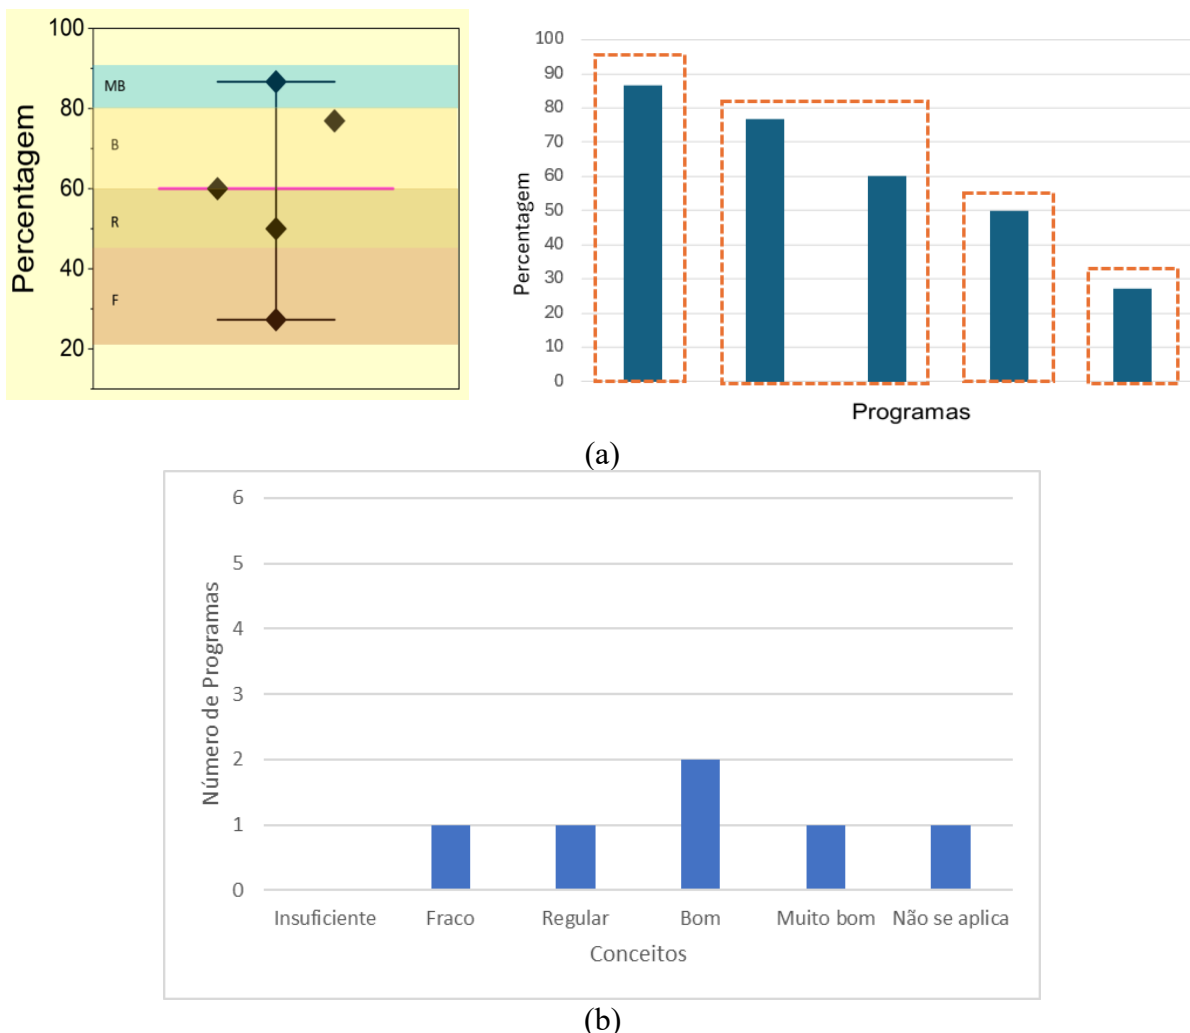 Percentagem
100
80
60
40
20
MB
B
R
F
Percentagem
100
90
80
70
60
50
40
30
20
10
0
Programas
(a)
Número de Programas
6
5
4
3
2
1
0
Insuficiente Fraco Regular Bom Muito bom Não se aplica
Conceitos
(b)